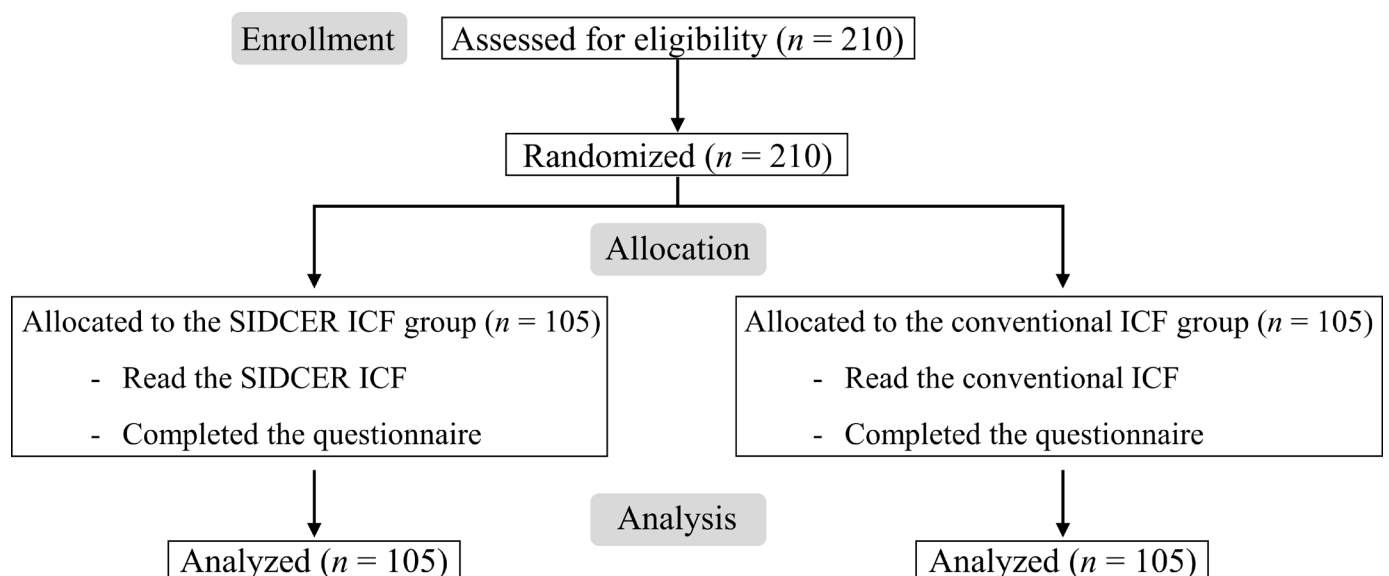 Enrollment
Assessed for eligibility (n = 210)
Randomized (n = 210)
Allocation
Allocated to the SIDCER ICF group (n = 105)
- Read the SIDCER ICF
- Completed the questionnaire
Allocated to the conventional ICF group (n = 105)
- Read the conventional ICF
- Completed the questionnaire
Analysis
Analyzed (n = 105)
Analyzed (n = 105)